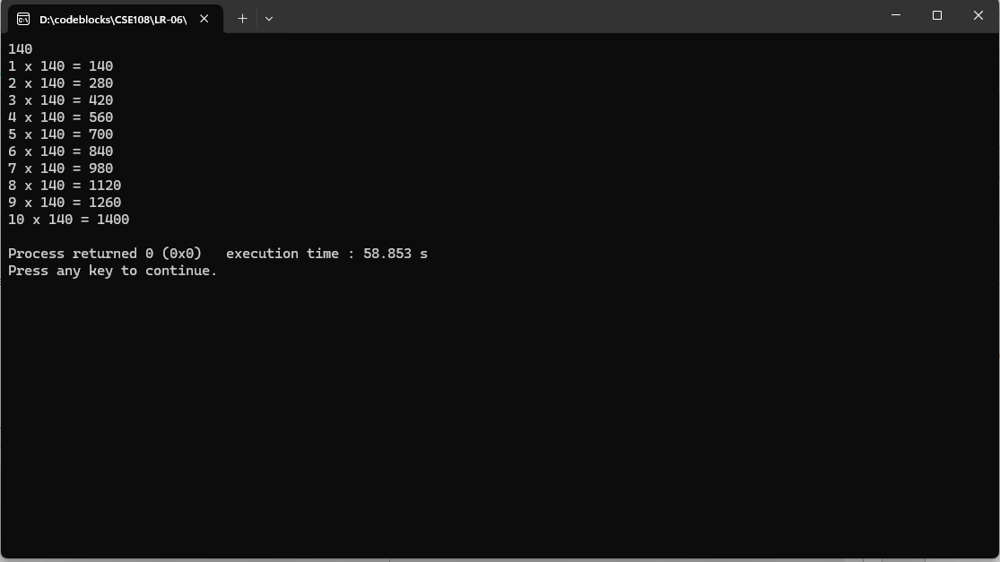 D:\codeblocks\CSE108\LR-06\
140
1 x 140 = 140
2 x 140 = 280
3 x 140 = 420
4 x 140 = 560
5 x 140 = 700
6 x 140 = 840
7 x 140 = 980
8 x 140 = 1120
9 x 140 = 1260
10 x 140 = 1400
Process returned 0 (0x0)   execution time : 58.853 s
Press any key to continue.